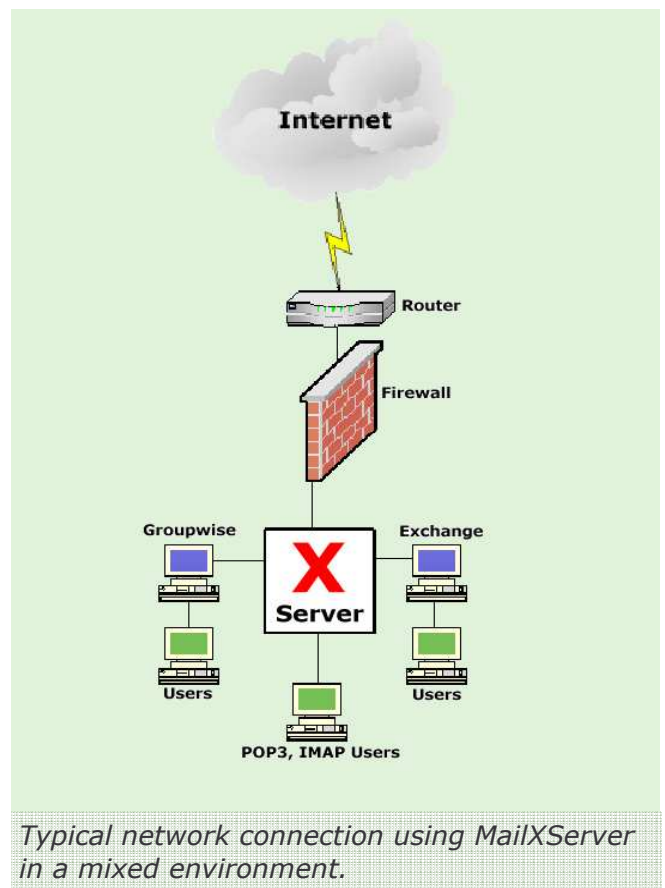 Internet
Router
Firewall
Groupwise
Exchange
X
Server
Users
Users
POP3, IMAP Users
Typical network connection using MailXServer
in a mixed environment.